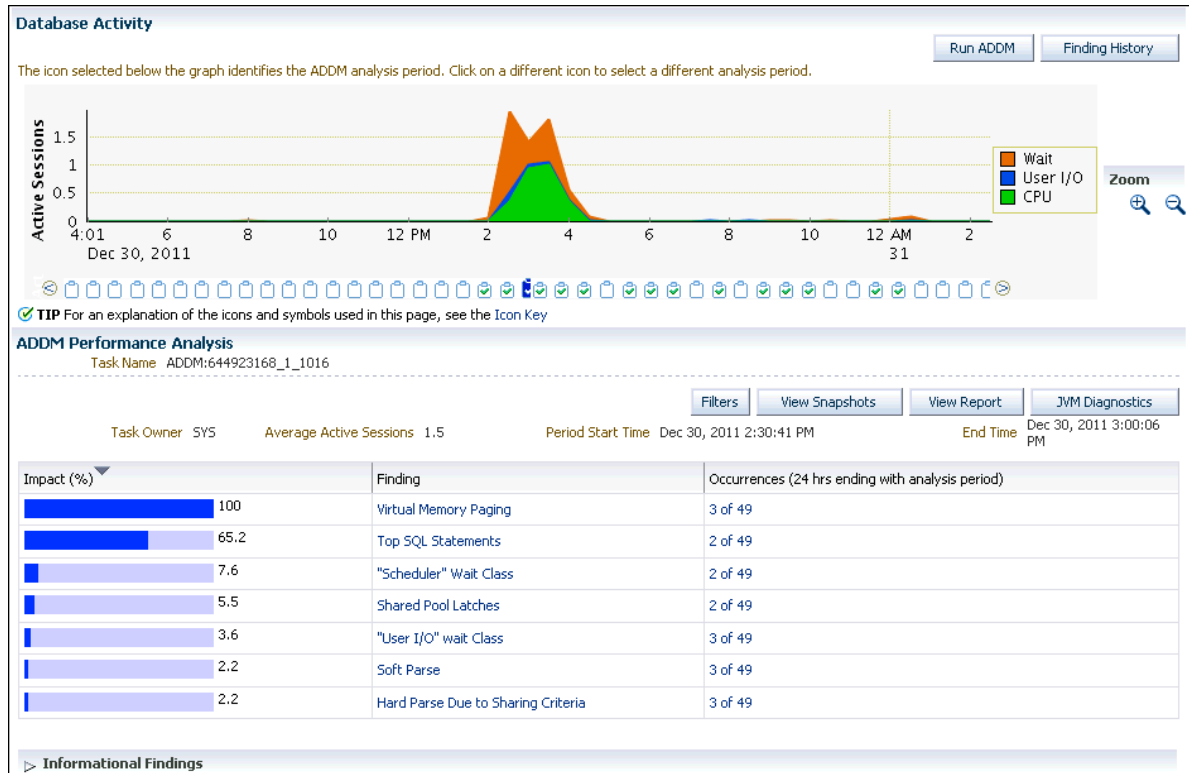 Database Activity
Run ADDM
Finding History
The icon selected below the graph identifies the ADDM analysis period. Click on a different icon to select a different analysis period.
Active Sessions
1.5
1
0.5
0
4:01 6 8 10 12 PM 2 4 6 8 10 12 AM 2
Dec 30, 2011 31
Wait
User I/O
CPU
Zoom
TIP For an explanation of the icons and symbols used in this page, see the Icon Key
ADDM Performance Analysis
Task Name ADDM:644923168_1_1016
Filters View Snapshots View Report JVM Diagnostics
Task Owner SYS Average Active Sessions 1.5 Period Start Time Dec 30, 2011 2:30:41 PM End Time Dec 30, 2011 3:00:06 PM
Impact (%) Finding Occurrences (24 hrs ending with analysis period)
100 Virtual Memory Paging 3 of 49
65.2 Top SQL Statements 2 of 49
7.6 "Scheduler" Wait Class 2 of 49
5.5 Shared Pool Latches 2 of 49
3.6 "User I/O" wait Class 3 of 49
2.2 Soft Parse 3 of 49
2.2 Hard Parse Due to Sharing Criteria 3 of 49
Informational Findings